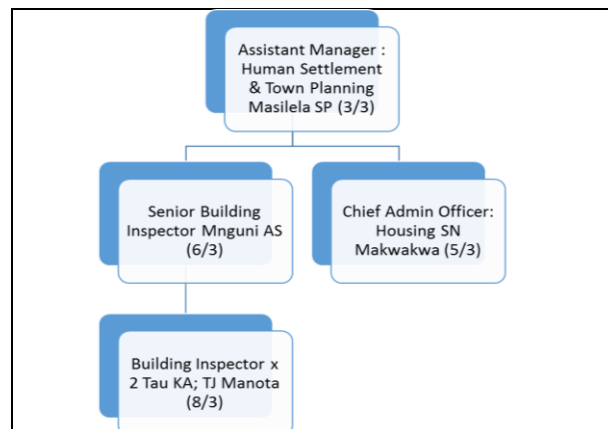 Assistant Manager :
Human Settlement
& Town Planning
Masilela SP (3/3)
Senior Building
Inspector Mnguni AS
(6/3)
Chief Admin Officer:
Housing SN
Makwakwa (5/3)
Building Inspector x
2 Tau KA; TJ Manota
(8/3)